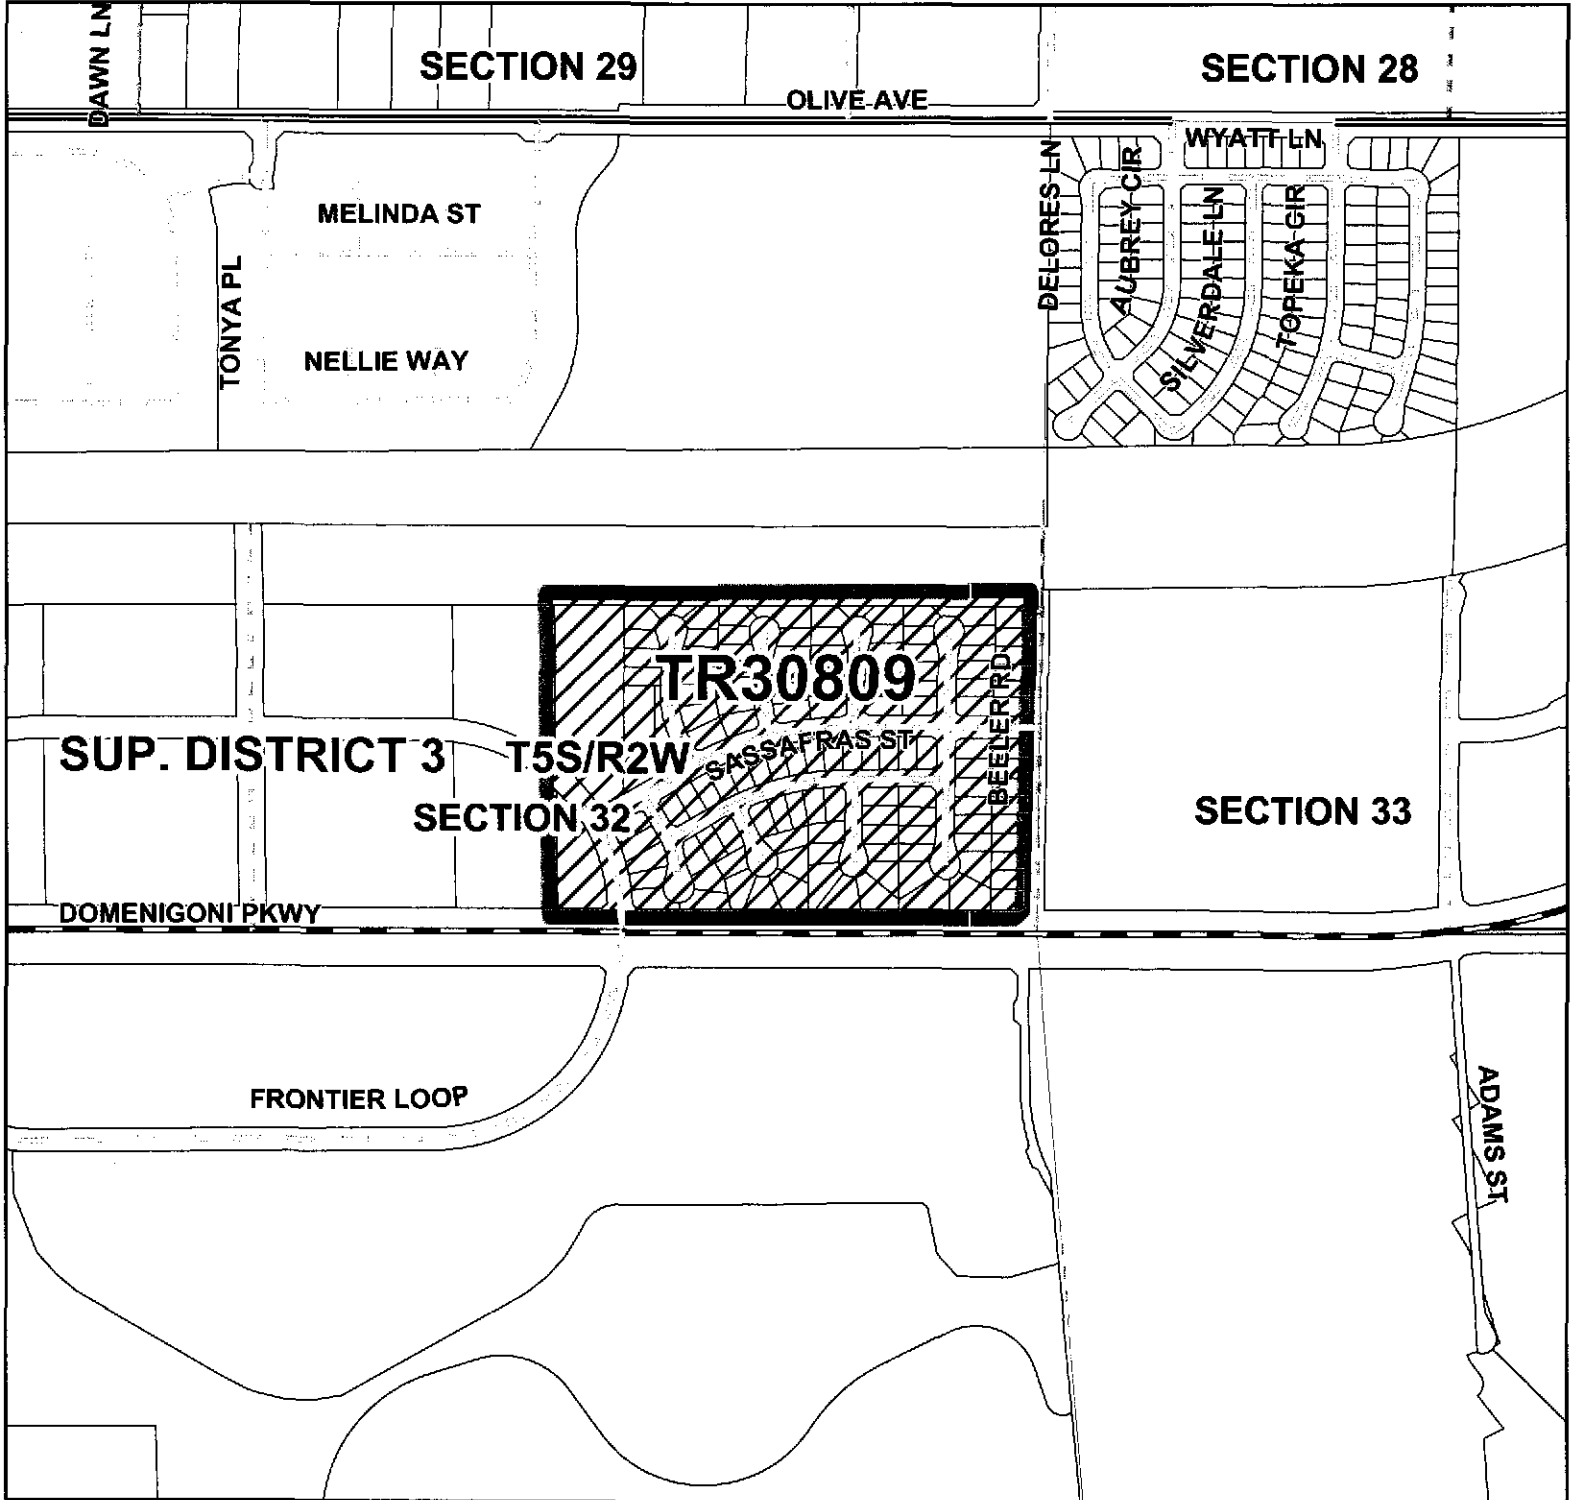 DAWN LN
SECTION 29
SECTION 28
OLIVE AVE
WYATT LN
DELORES LN
AUBREY CIR
SILVERDALE LN
TOPEKA CIR
MELINDA ST
TONYA PL
NELLIE WAY
TR30809
BEELER RD
SUP. DISTRICT 3
T5S/R2W
SASSAFRAS ST
SECTION 32
SECTION 33
DOMENIGONI PKWY
FRONTIER LOOP
ADAMS ST